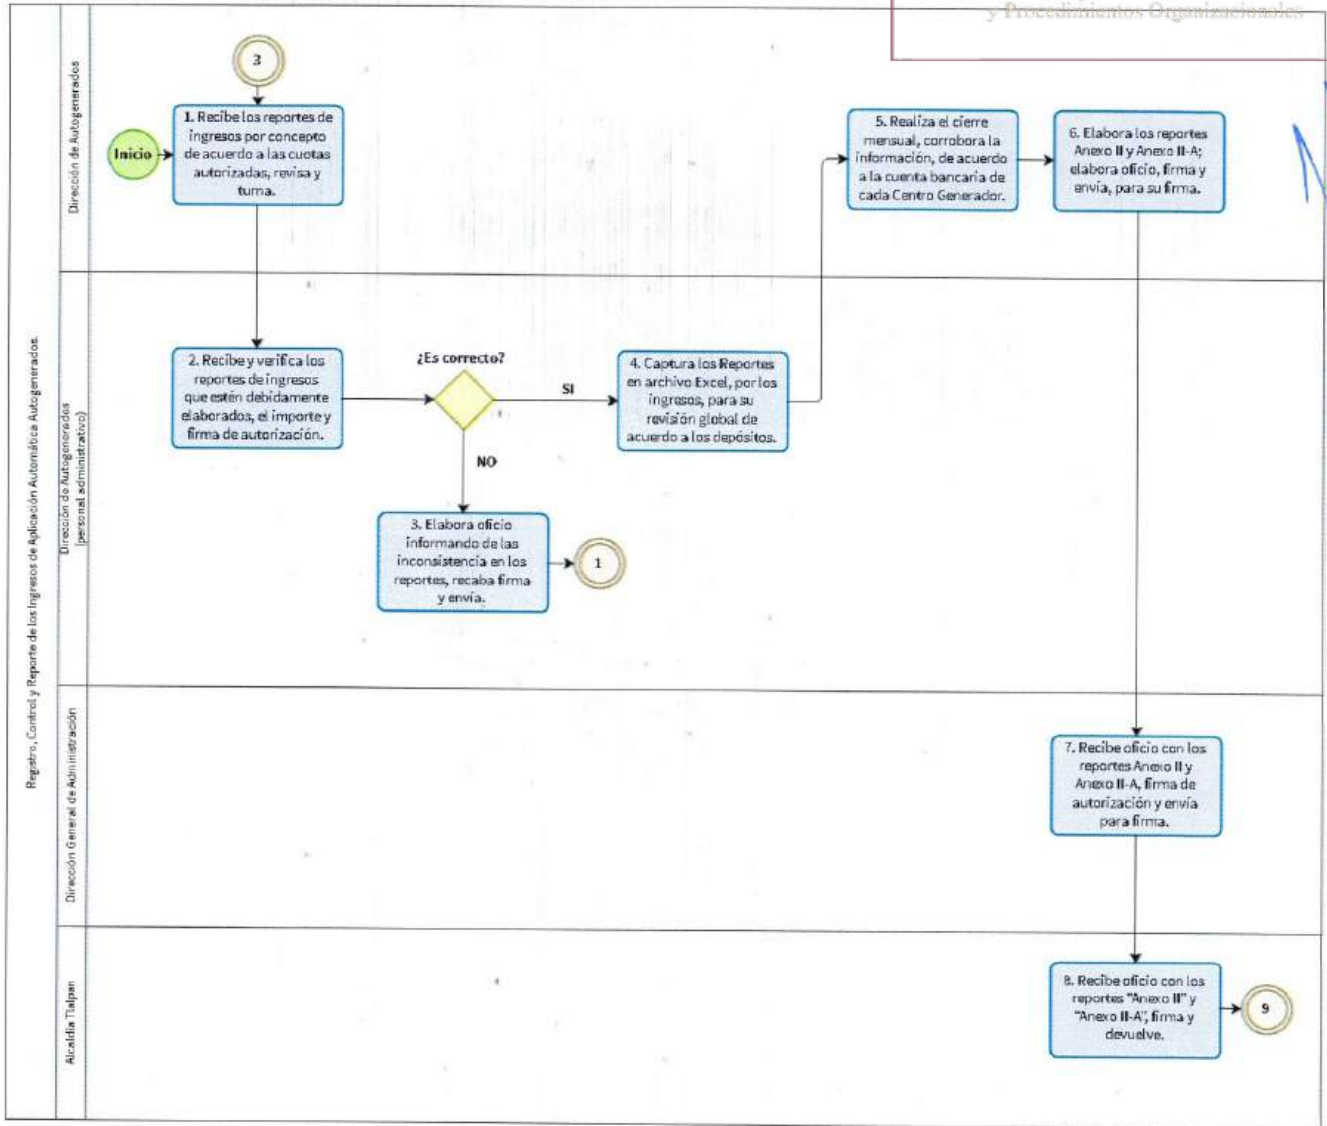 y Procedimientos Organizacionales
Registro, Control y Reporte de los Ingresos de Aplicación Automática Autogenerados.
Dirección de Autogenerados
3
Inicio
1. Recibe los reportes de
ingresos por concepto
de acuerdo a las cuotas
autorizadas, revisa y
turna.
5. Realiza el cierre
mensual, corrobora la
información, de acuerdo
a la cuenta bancaria de
cada Centro Generador.
6. Elabora los reportes
Anexo II y Anexo II-A;
elabora oficio, firma y
envía, para su firma.
Dirección de Autogenerados
(personal administrativo)
2. Recibe y verifica los
reportes de ingresos
que estén debidamente
elaborados, el importe y
firma de autorización.
¿Es correcto?
SI
NO
4. Captura los Reportes
en archivo Excel, por los
ingresos, para su
revisión global de
acuerdo a los depósitos.
3. Elabora oficio
informando de las
inconsistencia en los
reportes, recaba firma
y envía.
1
Dirección General de Administración
7. Recibe oficio con los
reportes Anexo II y
Anexo II-A, firma de
autorización y envía
para firma.
Alcaldía Tlalpan
8. Recibe oficio con los
reportes "Anexo II" y
"Anexo II-A", firma y
devuelve.
9